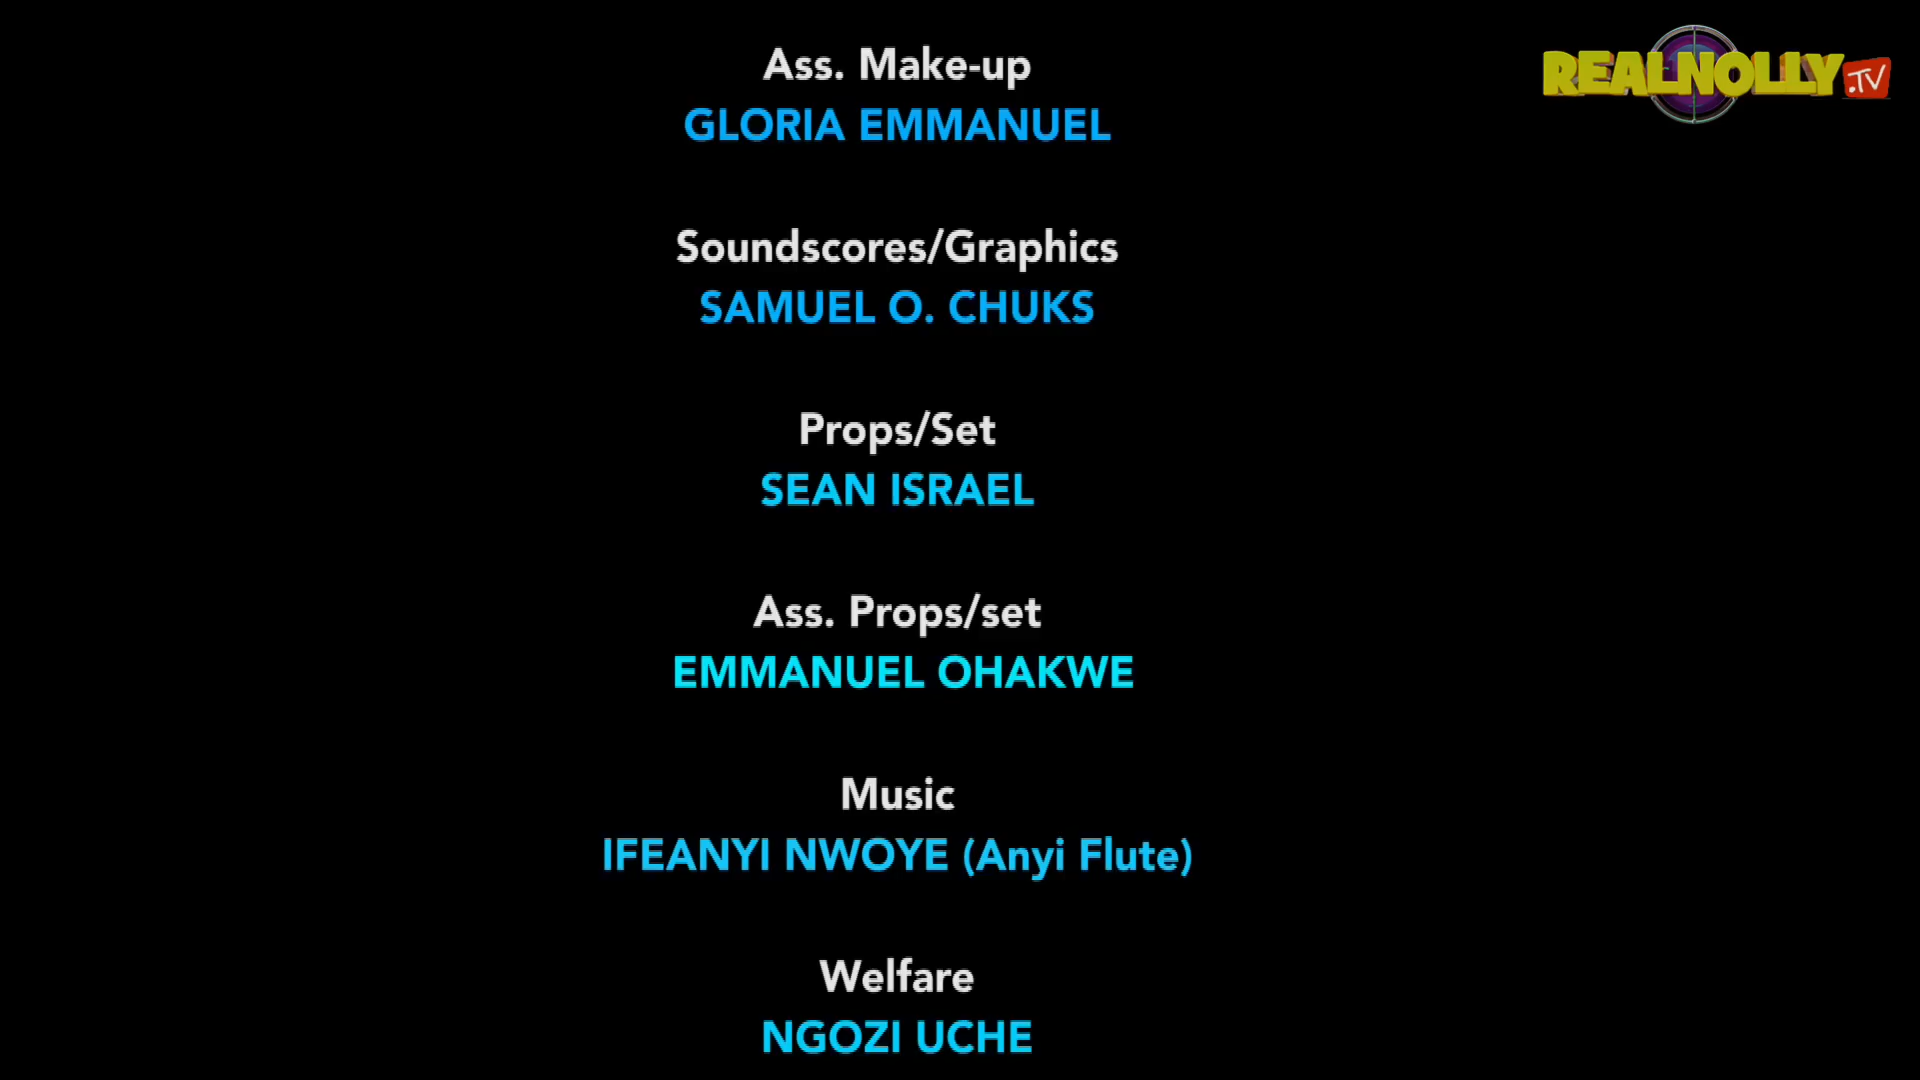 Ass. Make-up
GLORIA EMMANUEL
REALNOLLY.TV
Soundscores/Graphics
SAMUEL O. CHUKS
Props/Set
SEAN ISRAEL
Ass. Props/set
EMMANUEL OHAKWE
Music
IFEANYI NWOYE (Anyi Flute)
Welfare
NGOZI UCHE